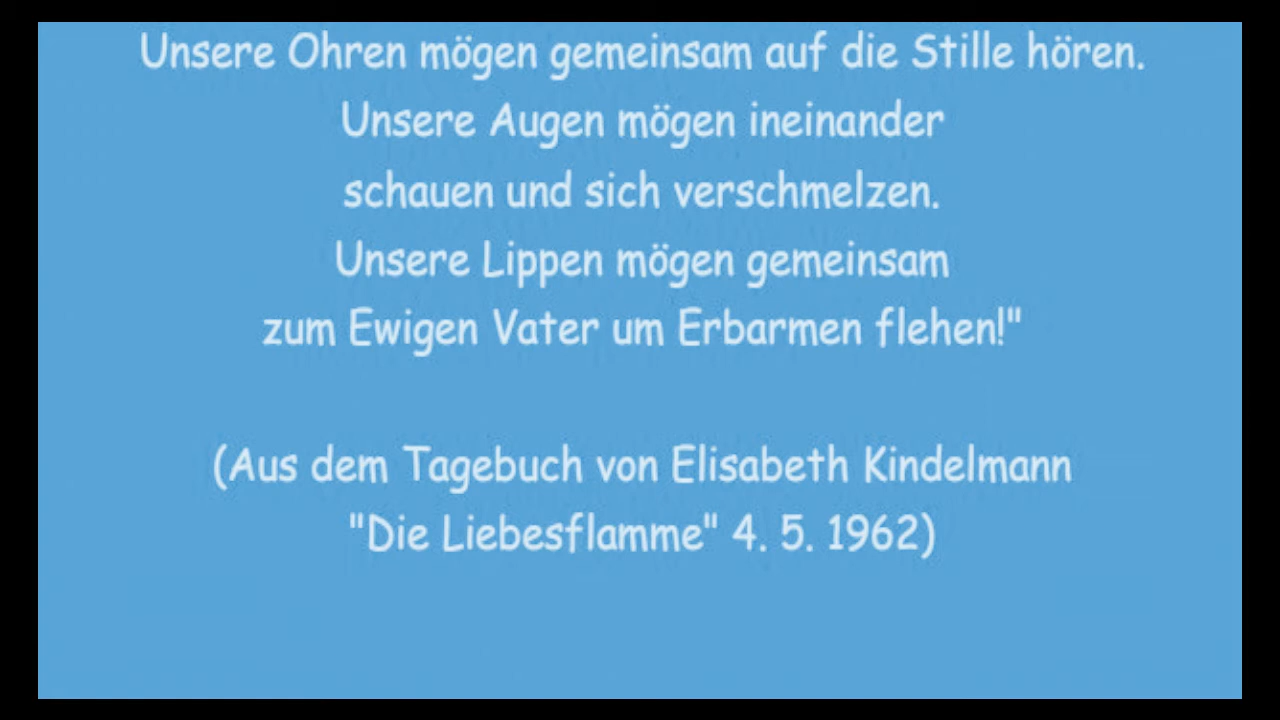 Unsere Ohren mögen gemeinsam auf die Stille hören.
Unsere Augen mögen ineinander
schauen und sich verschmelzen.
Unsere Lippen mögen gemeinsam
zum Ewigen Vater um Erbarmen flehen!"
(Aus dem Tagebuch von Elisabeth Kindelmann
"Die Liebesflamme" 4. 5. 1962)